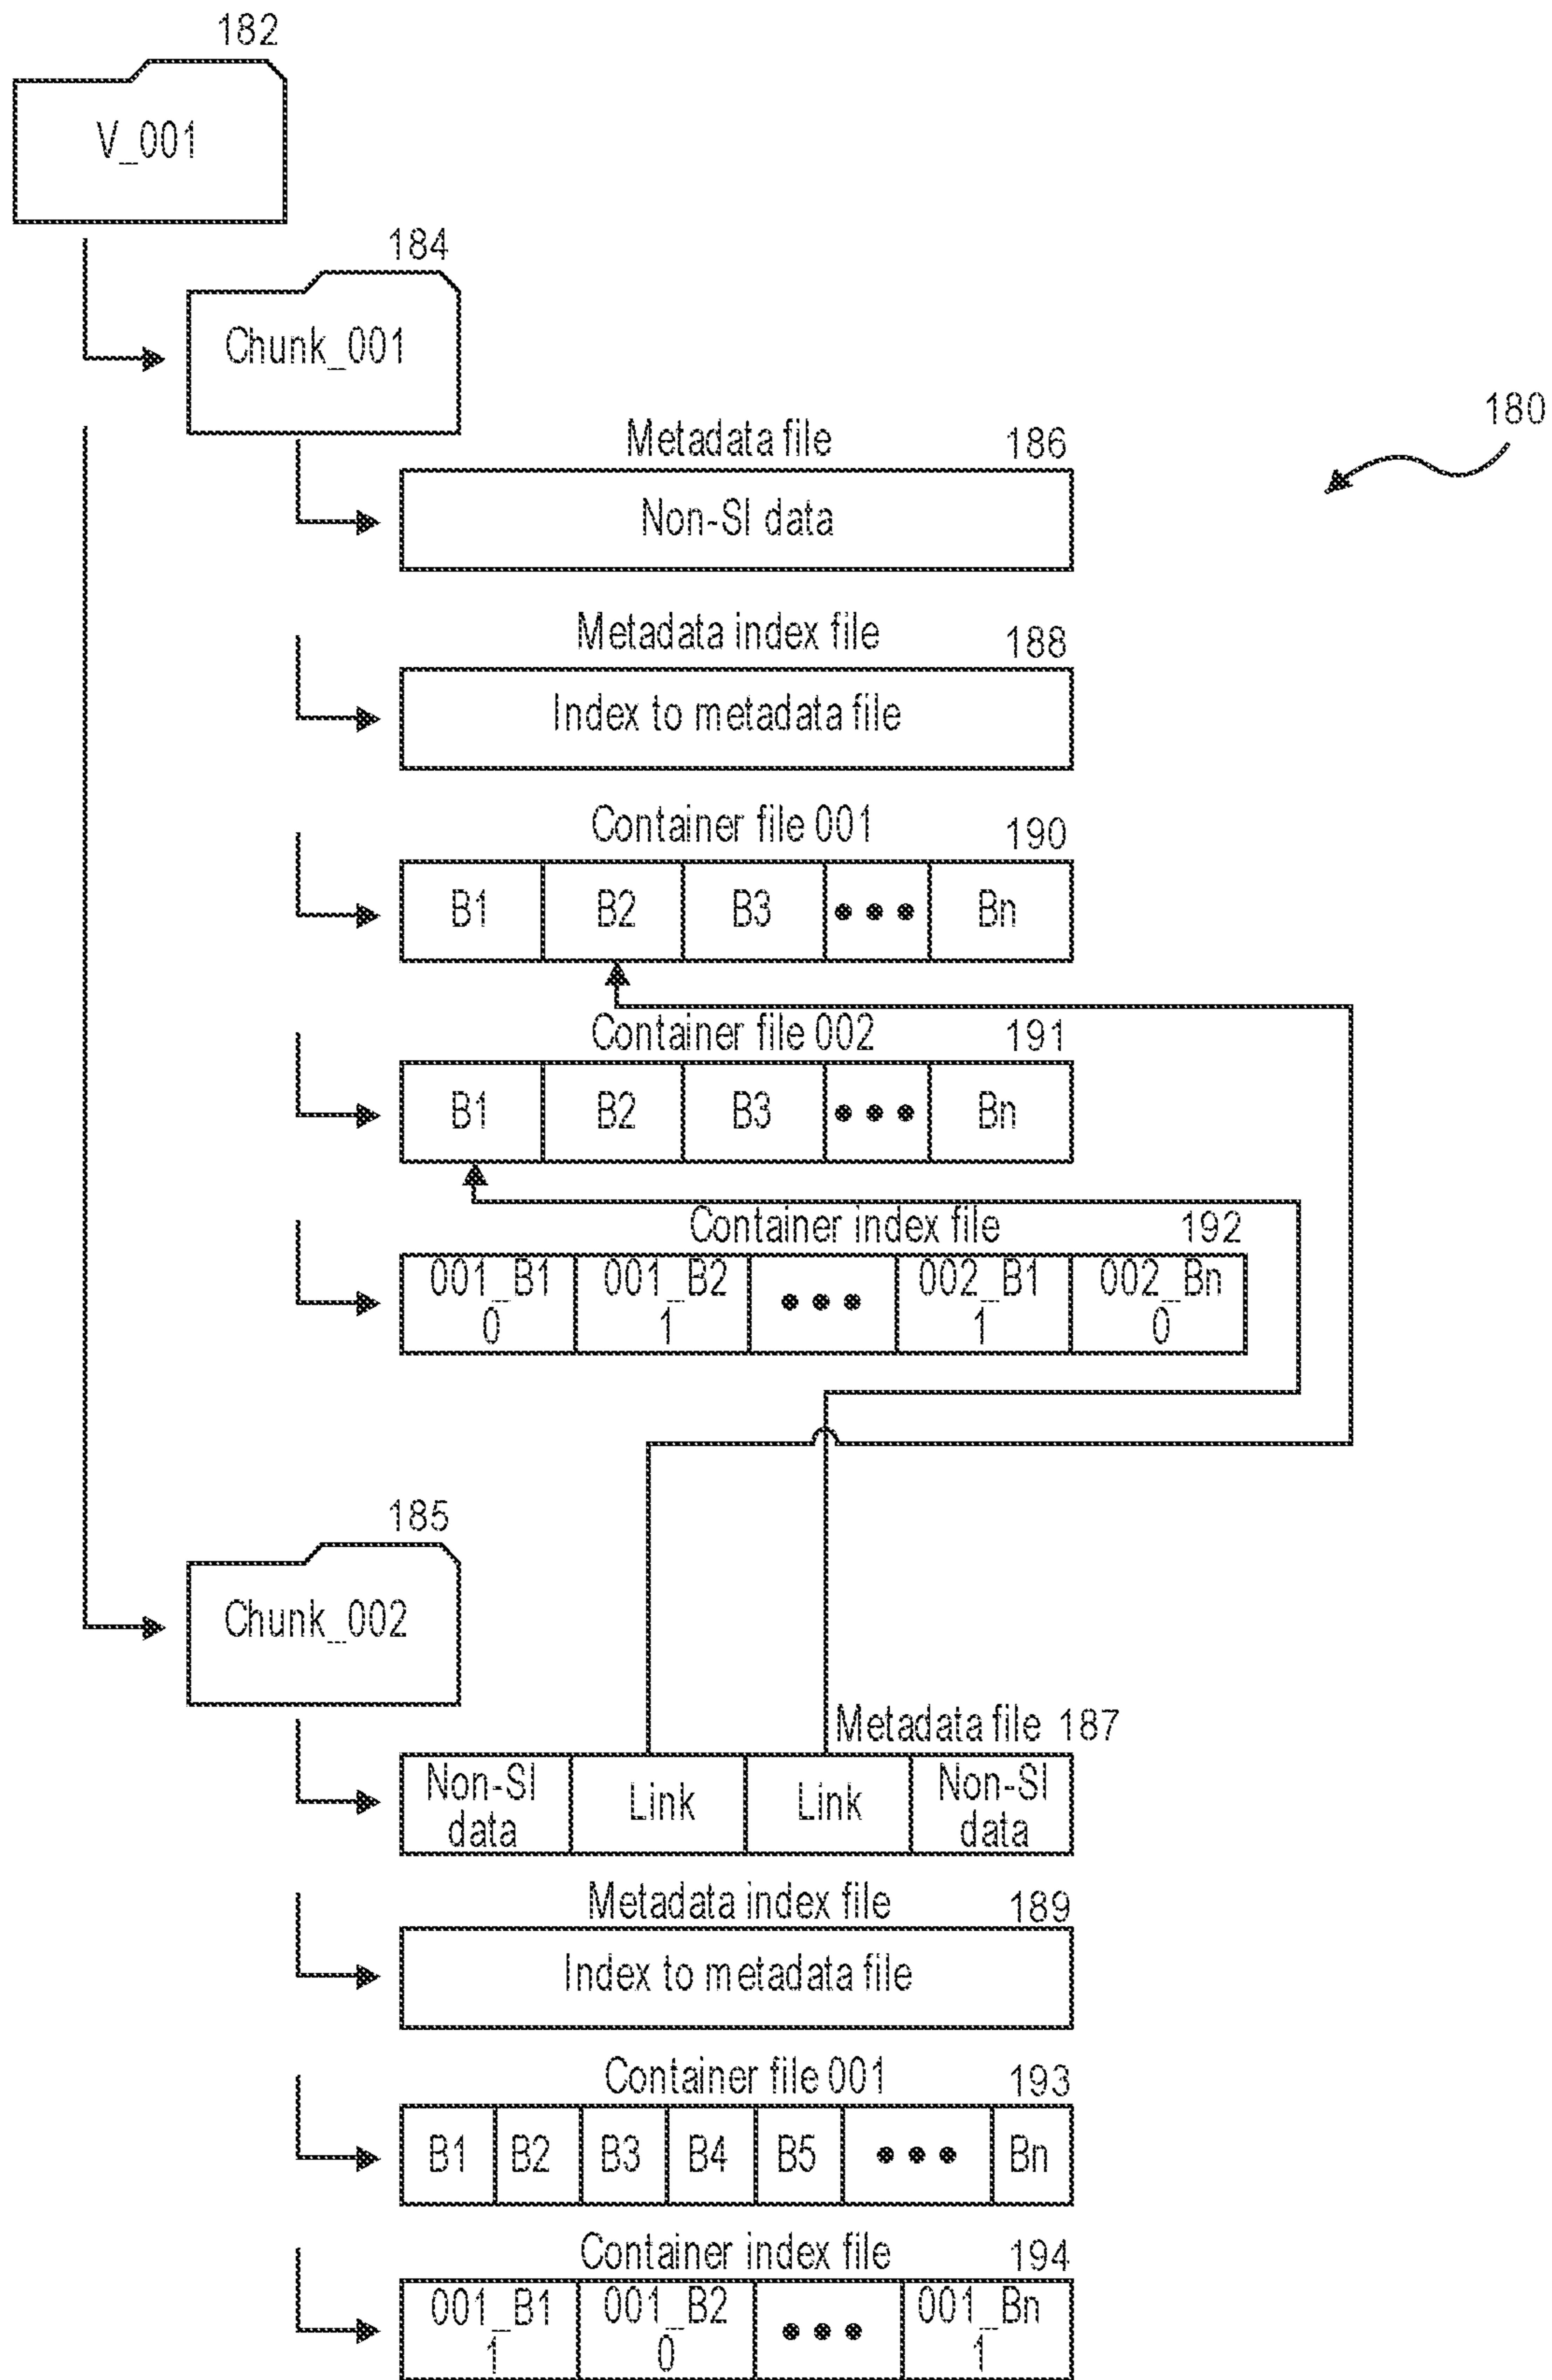 182
V_001
184
Chunk_001
180
Metadata file 186
Non-SI data
Metadata index file 188
Index to metadata file
Container file 001 190
B1 B2 B3 ••• Bn
Container file 002 191
B1 B2 B3 ••• Bn
Container index file 192
001_B1 001_B2 ••• 002_B1 002_Bn
0 1 1 0
185
Chunk_002
Metadata file 187
Non-SI Link Link Non-SI
data data
Metadata index file 189
Index to metadata file
Container file 001 193
B1 B2 B3 B4 B5 ••• Bn
Container index file 194
001_B1 001_B2 ••• 001_Bn
1 0 1